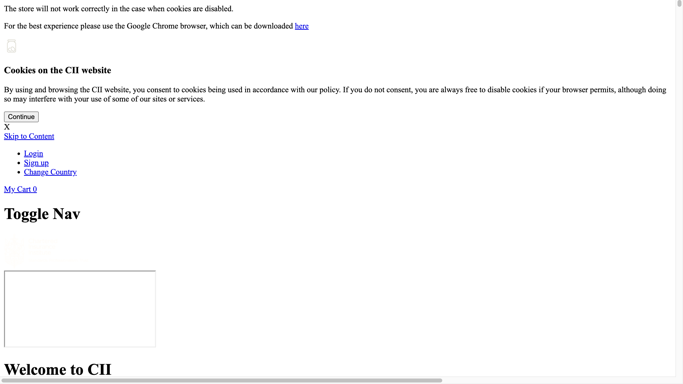 The store will not work correctly in the case when cookies are disabled.
For the best experience please use the Google Chrome browser, which can be downloaded here
Cookies on the CII website
By using and browsing the CII website, you consent to cookies being used in accordance with our policy. If you do not consent, you are always free to disable cookies if your browser permits, although doing
so may interfere with your use of some of our sites or services.
Continue
X
Skip to Content
Login
Sign up
Change Country
My Cart 0
Toggle Nav
Welcome to CII